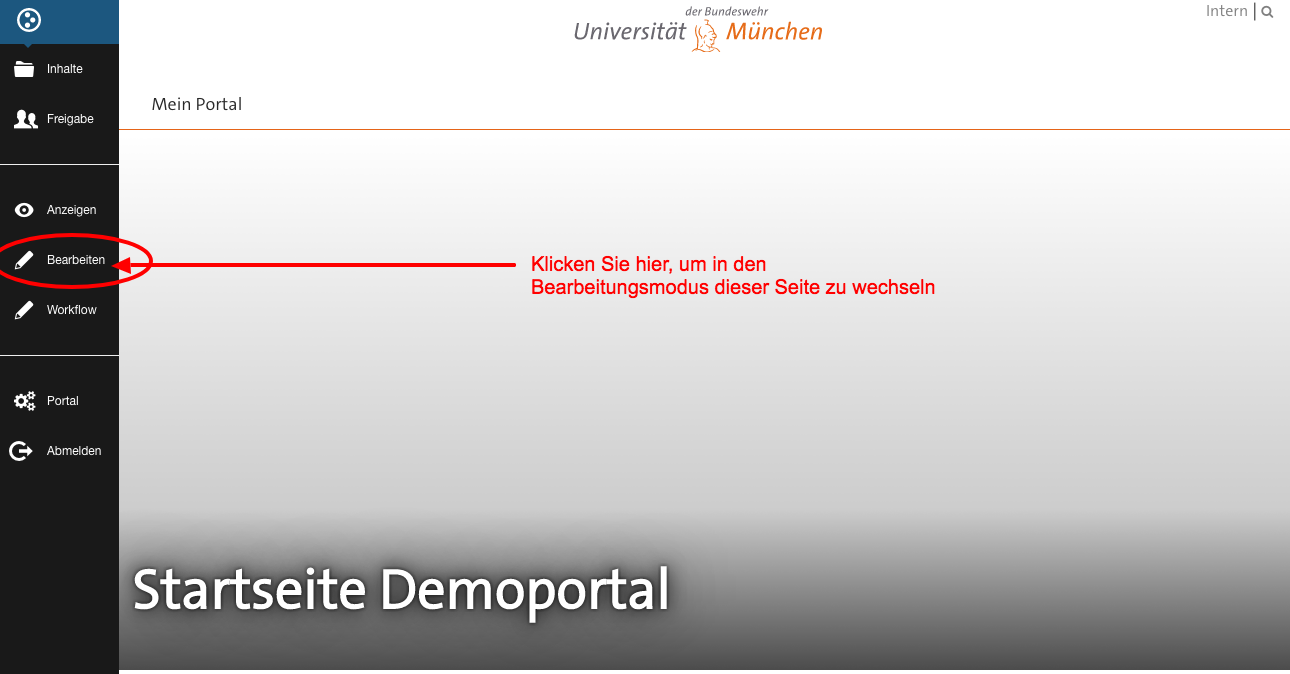 der Bundeswehr
Universität München
Intern
Mein Portal
Inhalte
Freigabe
Anzeigen
Bearbeiten
Workflow
Portal
Abmelden
Klicken Sie hier, um in den
Bearbeitungsmodus dieser Seite zu wechseln
Startseite Demoportal